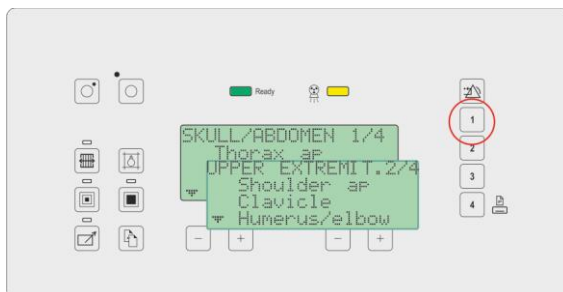 Ready
1
SKULL/ABDOMEN 1/4
Thorax ap
2
UPPER EXTREMIT.2/4
Shoulder ap
3
Clavicle
Humerus/elbow
4
- +
- +